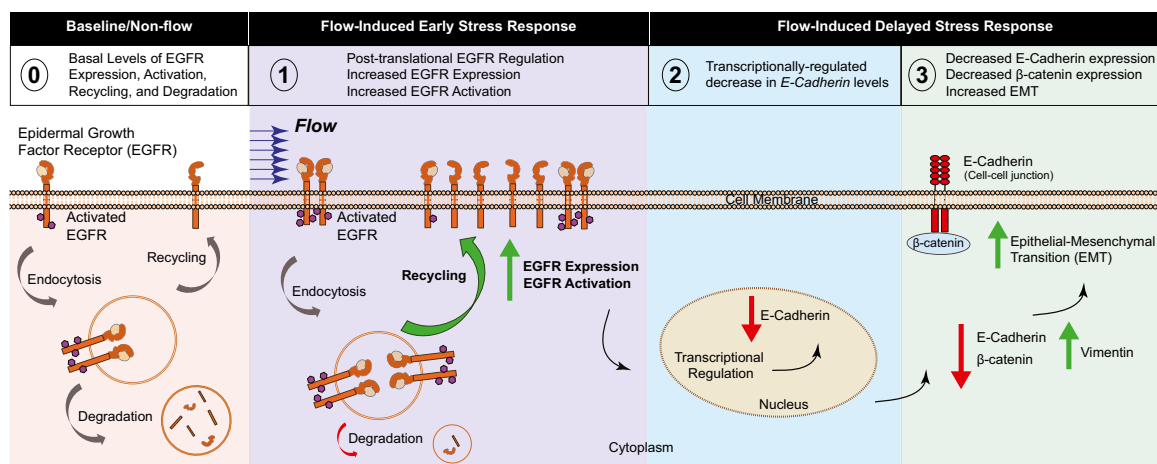 Baseline/Non-flow
Flow-Induced Early Stress Response
Flow-Induced Delayed Stress Response
0
Basal Levels of EGFR
Expression, Activation,
Recycling, and Degradation
1
Post-translational EGFR Regulation
Increased EGFR Expression
Increased EGFR Activation
2
Transcriptionally-regulated
decrease in E-Cadherin levels
3
Decreased E-Cadherin expression
Decreased β-catenin expression
Increased EMT
Epidermal Growth
Factor Receptor (EGFR)
Activated
EGFR
Endocytosis
Recycling
Degradation
Flow
Activated
EGFR
Endocytosis
Recycling
EGFR Expression
EGFR Activation
Degradation
Cytoplasm
Cell Membrane
E-Cadherin
Transcriptional
Regulation
Nucleus
E-Cadherin
(Cell-cell junction)
β-catenin
Epithelial-Mesenchymal
Transition (EMT)
E-Cadherin
β-catenin
Vimentin